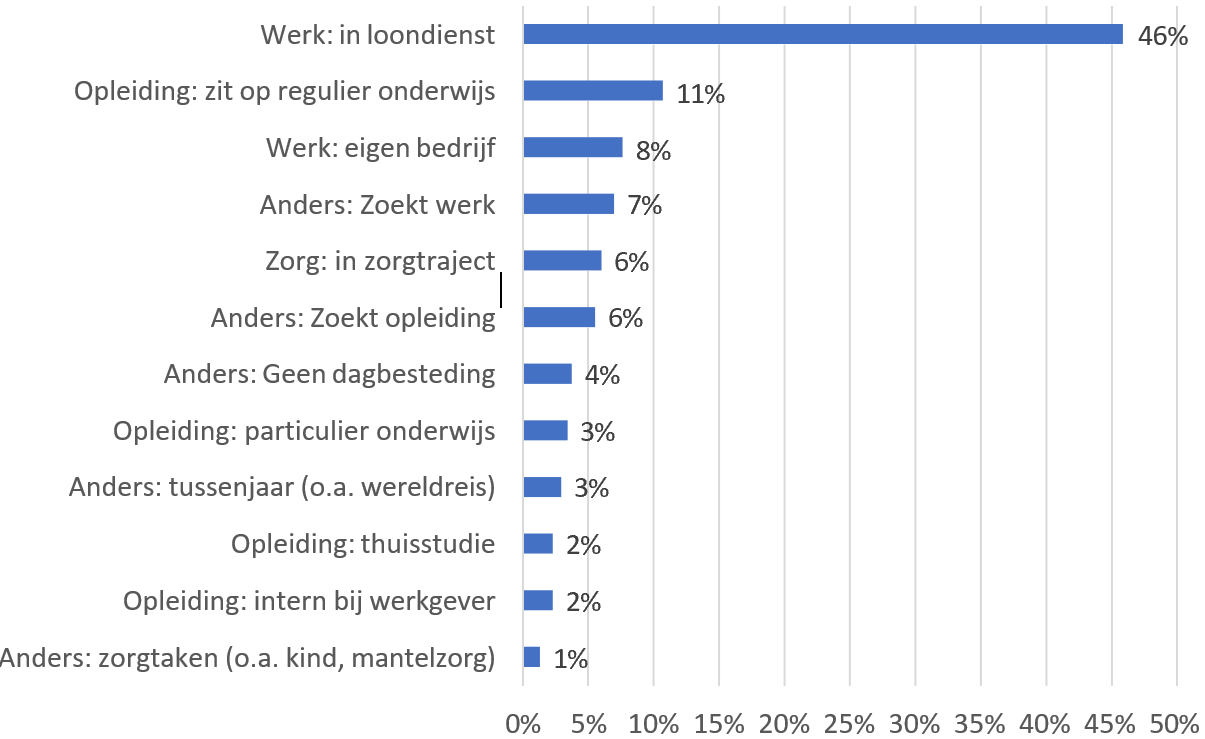 Werk: in loondienst 46%
Opleiding: zit op regulier onderwijs 11%
Werk: eigen bedrijf 8%
Anders: Zoekt werk 7%
Zorg: in zorgtraject 6%
Anders: Zoekt opleiding 6%
Anders: Geen dagbesteding 4%
Opleiding: particulier onderwijs 3%
Anders: tussenjaar (o.a. wereldreis) 3%
Opleiding: thuisstudie 2%
Opleiding: intern bij werkgever 2%
Anders: zorgtaken (o.a. kind, mantelzorg) 1%
0% 5% 10% 15% 20% 25% 30% 35% 40% 45% 50%